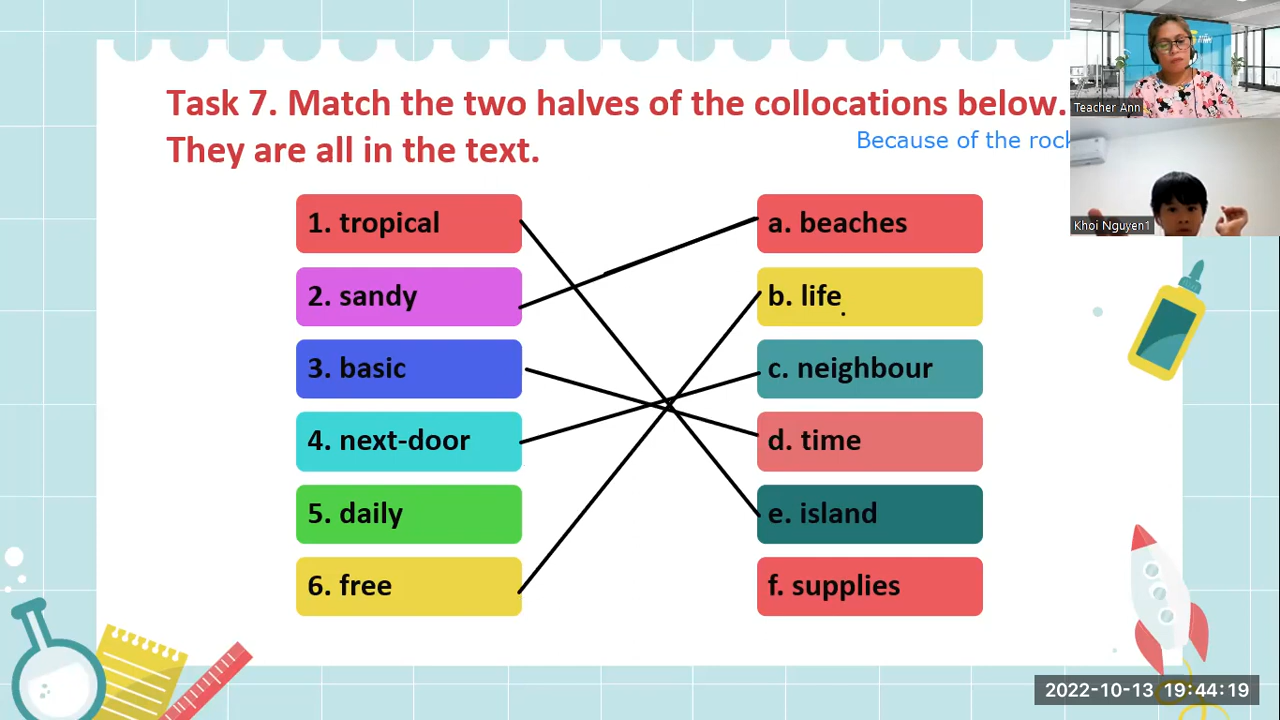 Task 7. Match the two halves of the collocations below.
They are all in the text.
Because of the rock
1. tropical
2. sandy
3. basic
4. next-door
5. daily
6. free
a. beaches
b. life
c. neighbour
d. time
e. island
f. supplies
Teacher Ann
Khoi Nguyen1
2022-10-13 19:44:19